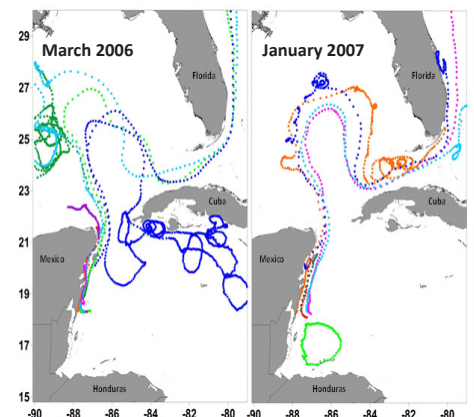 March 2006
January 2007
29
27
25
23
21
19
17
15
Florida
Florida
Cuba
Cuba
Mexico
Mexico
Honduras
Honduras
-90
-88
-86
-84
-82
-80
-90
-88
-86
-84
-82
-80